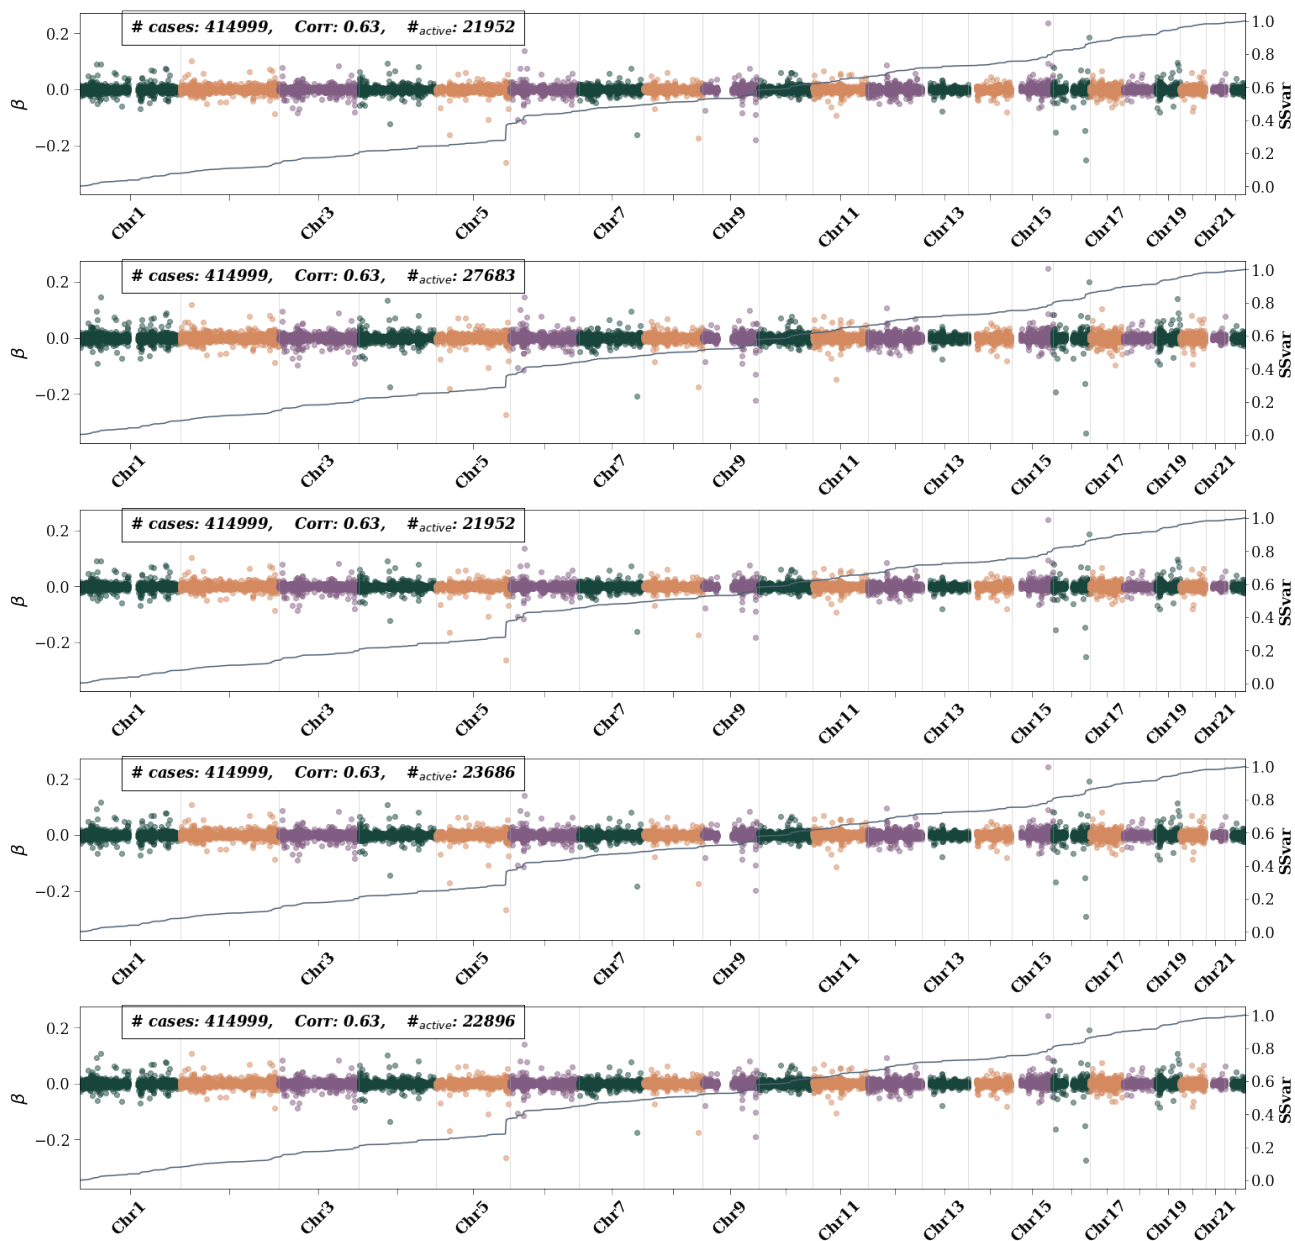 # cases: 414999, Corr: 0.63, #active: 21952
0.2
0.0
−0.2
β
1.0
0.8
0.6
0.4
0.2
0.0
SSvar
Chr1 Chr3 Chr5 Chr7 Chr9 Chr11 Chr13 Chr15 Chr17 Chr19 Chr21
# cases: 414999, Corr: 0.63, #active: 27683
0.2
0.0
−0.2
β
1.0
0.8
0.6
0.4
0.2
0.0
SSvar
Chr1 Chr3 Chr5 Chr7 Chr9 Chr11 Chr13 Chr15 Chr17 Chr19 Chr21
# cases: 414999, Corr: 0.63, #active: 21952
0.2
0.0
−0.2
β
1.0
0.8
0.6
0.4
0.2
0.0
SSvar
Chr1 Chr3 Chr5 Chr7 Chr9 Chr11 Chr13 Chr15 Chr17 Chr19 Chr21
# cases: 414999, Corr: 0.63, #active: 23686
0.2
0.0
−0.2
β
1.0
0.8
0.6
0.4
0.2
0.0
SSvar
Chr1 Chr3 Chr5 Chr7 Chr9 Chr11 Chr13 Chr15 Chr17 Chr19 Chr21
# cases: 414999, Corr: 0.63, #active: 22896
0.2
0.0
−0.2
β
1.0
0.8
0.6
0.4
0.2
0.0
SSvar
Chr1 Chr3 Chr5 Chr7 Chr9 Chr11 Chr13 Chr15 Chr17 Chr19 Chr21